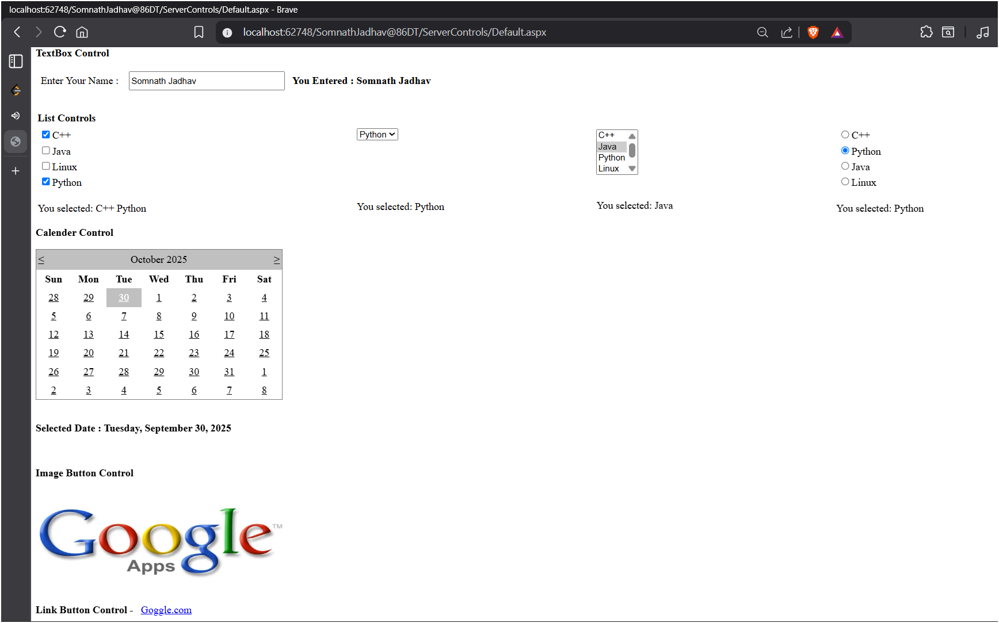 localhost:62748/SomnathJadhav@86DT/ServerControls/Default.aspx - Brave
localhost:62748/SomnathJadhav@86DT/ServerControls/Default.aspx
TextBox Control
Enter Your Name : Somnath Jadhav You Entered : Somnath Jadhav
List Controls
C++
Java
Linux
Python
You selected: C++ Python
Python
You selected: Python
C++
Java
Python
Linux
You selected: Java
C++
Python
Java
Linux
You selected: Python
Calender Control
< October 2025 >
Sun Mon Tue Wed Thu Fri Sat
28 29 30 1 2 3 4
5 6 7 8 9 10 11
12 13 14 15 16 17 18
19 20 21 22 23 24 25
26 27 28 29 30 31 1
2 3 4 5 6 7 8
Selected Date : Tuesday, September 30, 2025
Image Button Control
Google™
Apps
Link Button Control - Goggle.com